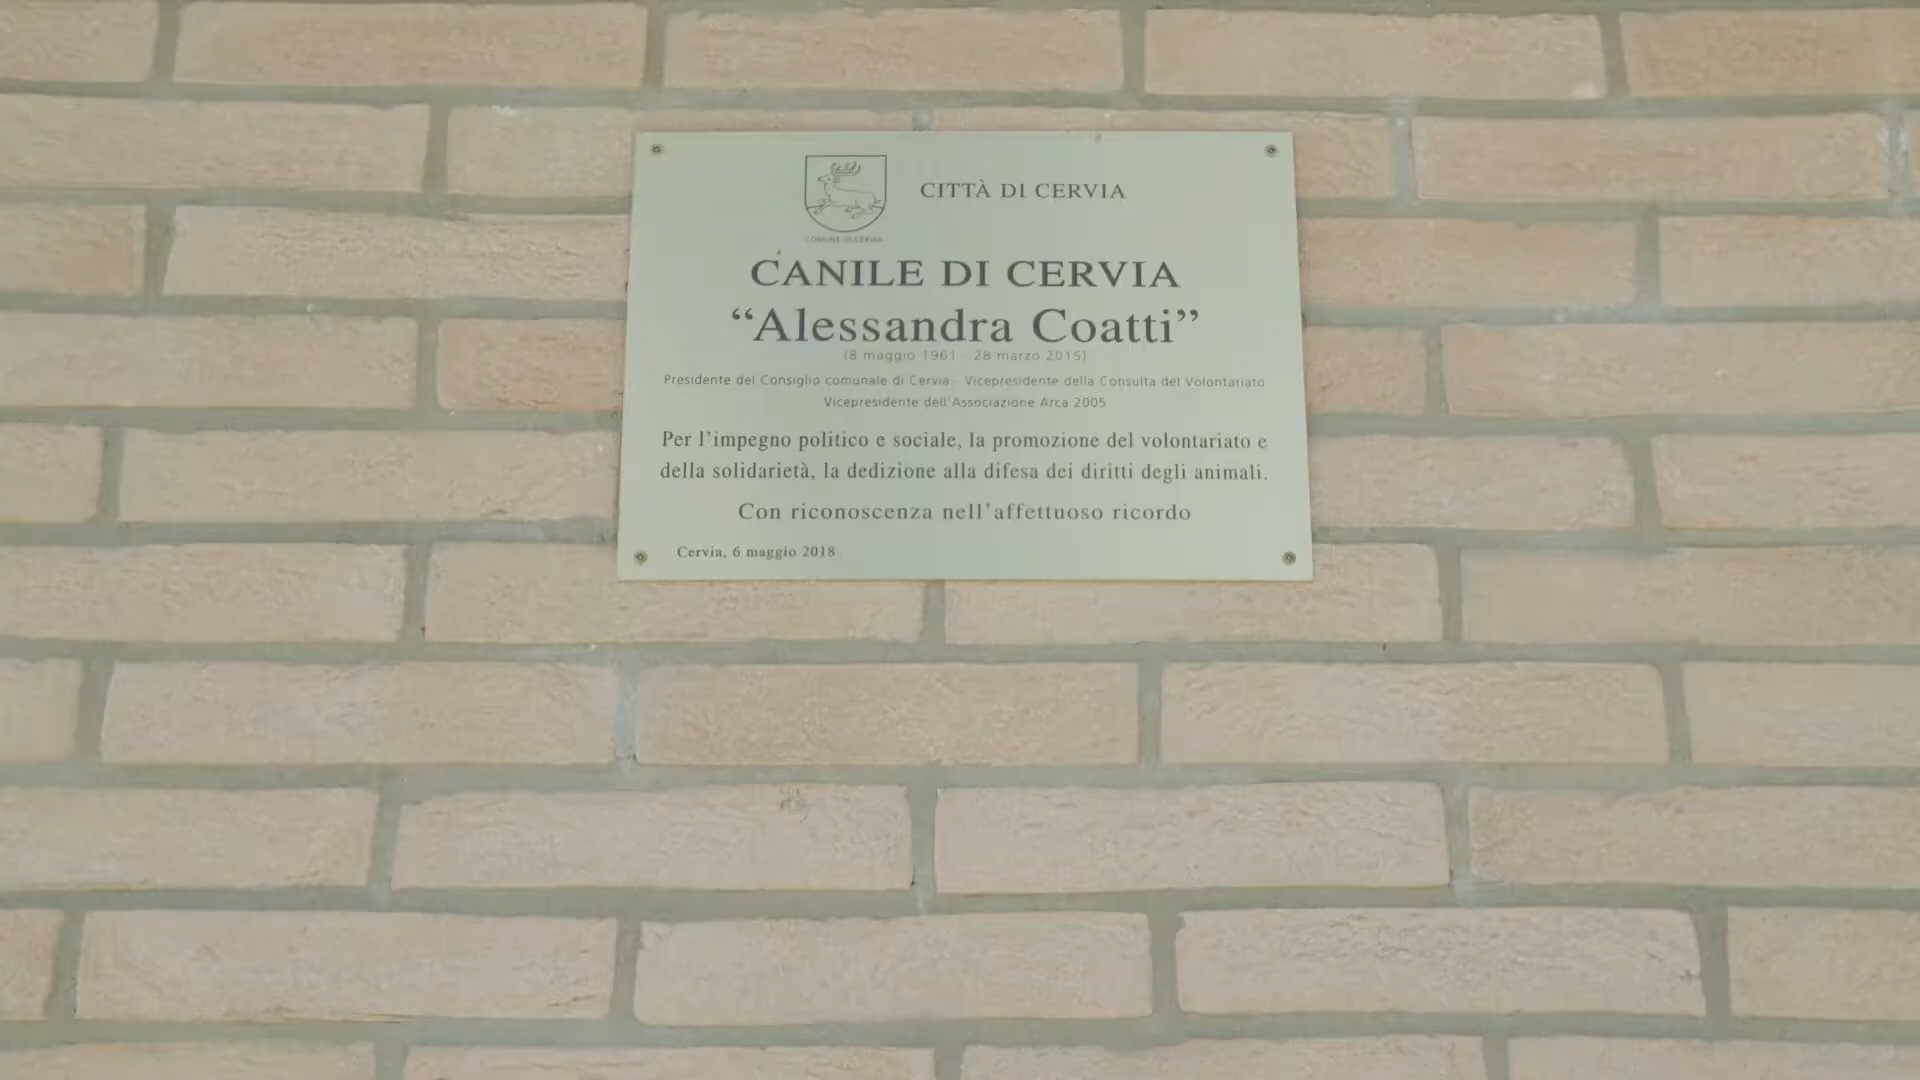 CITTÀ DI CERVIA
COMUNE DI CERVIA
CANILE DI CERVIA
“Alessandra Coatti”
(8 maggio 1961 - 28 marzo 2015)
Presidente del Consiglio comunale di Cervia - Vicepresidente della Consulta del Volontariato
Vicepresidente dell'Associazione Arca 2005
Per l'impegno politico e sociale, la promozione del volontariato e
della solidarietà, la dedizione alla difesa dei diritti degli animali.
Con riconoscenza nell'affettuoso ricordo
Cervia, 6 maggio 2018